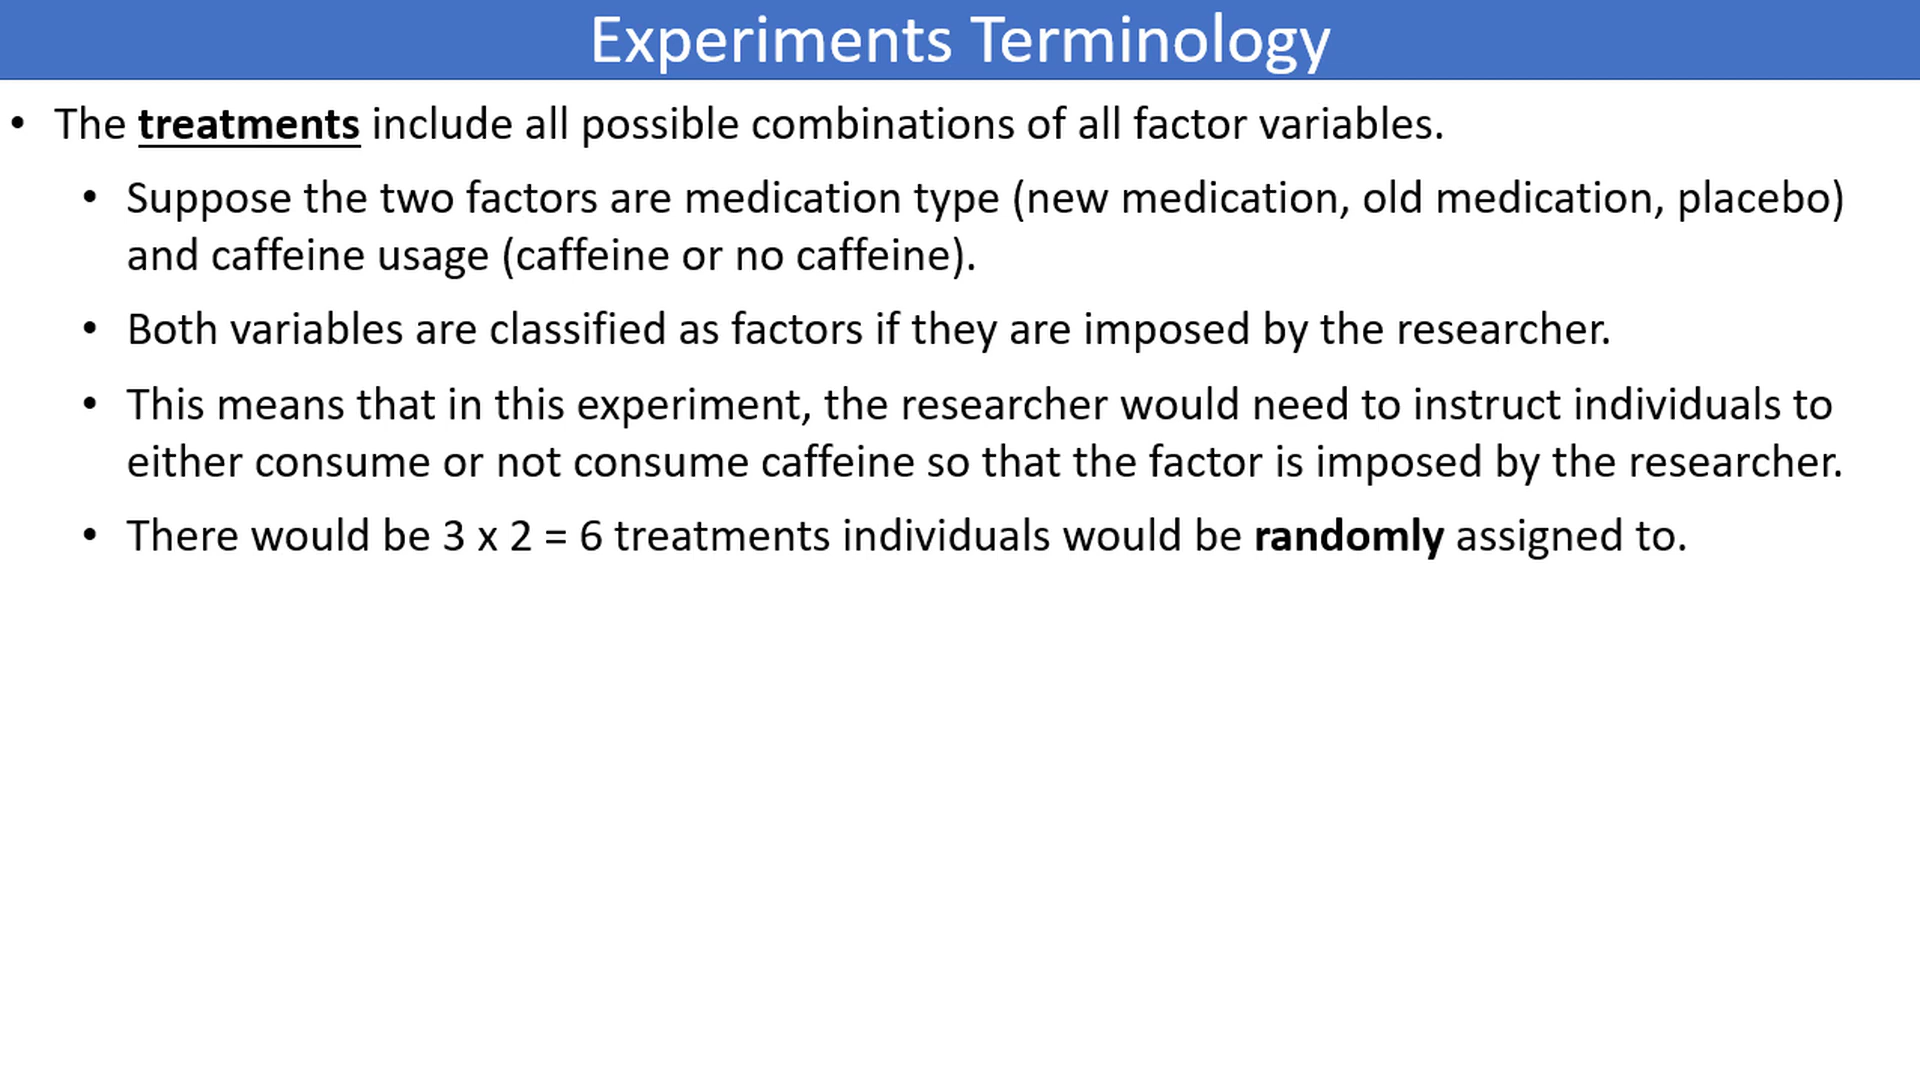 Experiments Terminology
• The treatments include all possible combinations of all factor variables.
• Suppose the two factors are medication type (new medication, old medication, placebo)
and caffeine usage (caffeine or no caffeine).
• Both variables are classified as factors if they are imposed by the researcher.
• This means that in this experiment, the researcher would need to instruct individuals to
either consume or not consume caffeine so that the factor is imposed by the researcher.
• There would be 3 x 2 = 6 treatments individuals would be randomly assigned to.